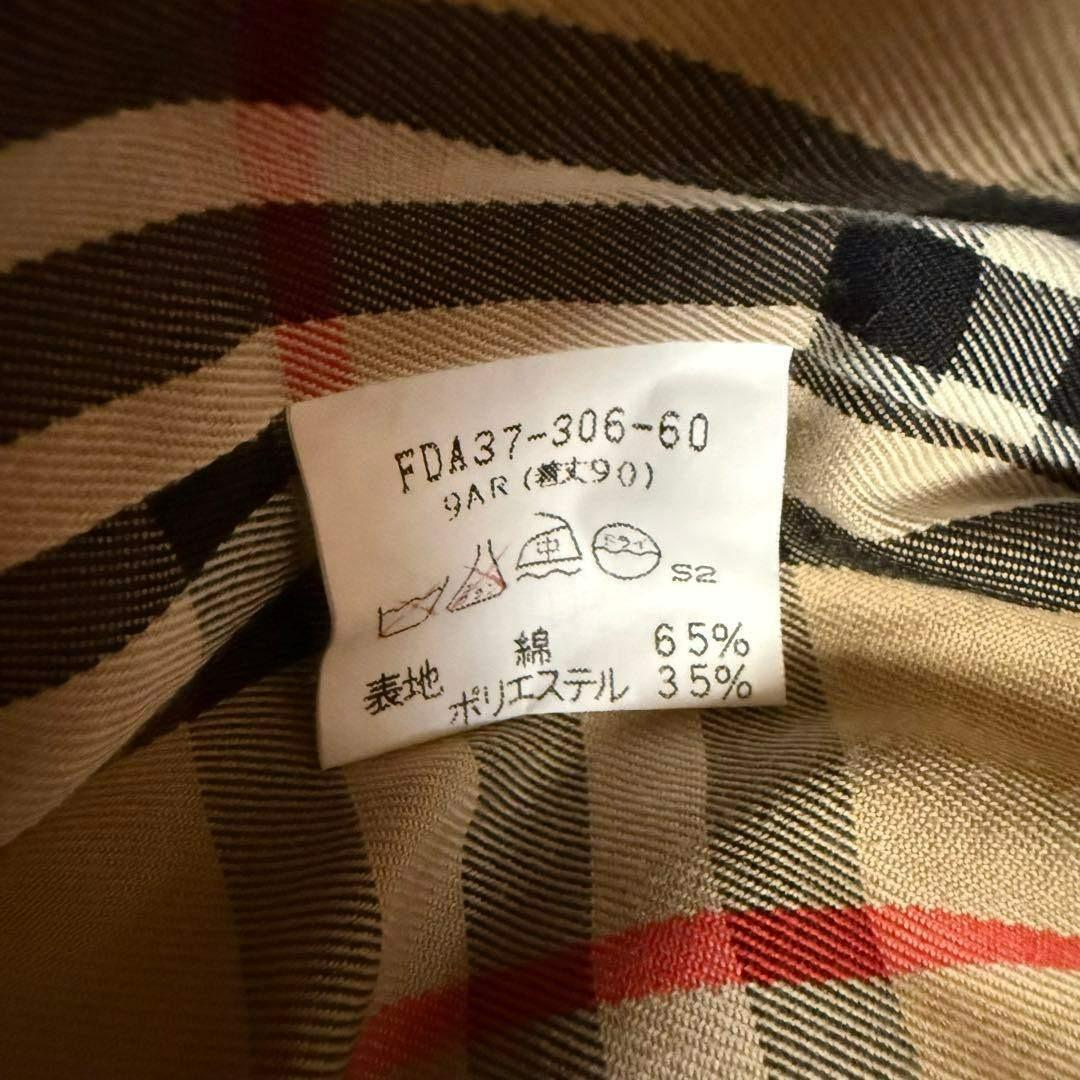 FDA37-306-60
9AR(着丈90)
中 ドライ S2
綿 65%
表地 ポリエステル 35%